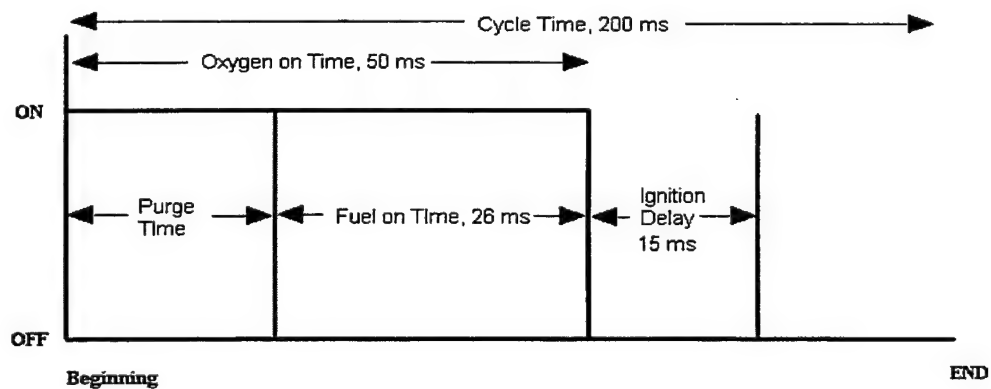 Cycle Time, 200 ms
Oxygen on Time, 50 ms
ON
Purge
Time
Fuel on Time, 26 ms
Ignition
Delay
15 ms
OFF
Beginning
END